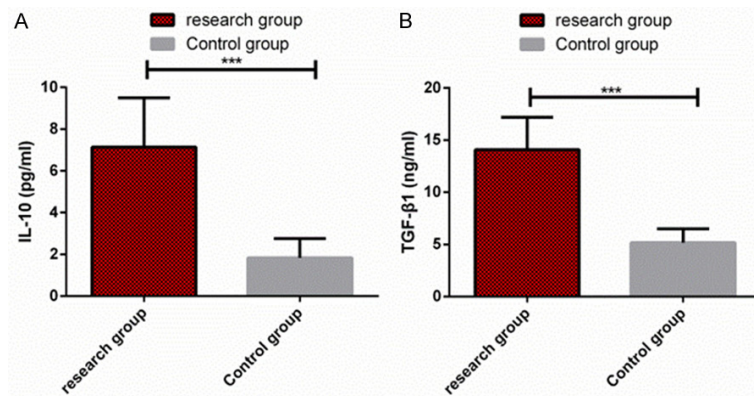 A
research group
Control group
***
10
8
6
4
2
0
IL-10 (pg/ml)
research group
Control group
B
research group
Control group
***
20
15
10
5
0
TGF-β1 (ng/ml)
research group
Control group